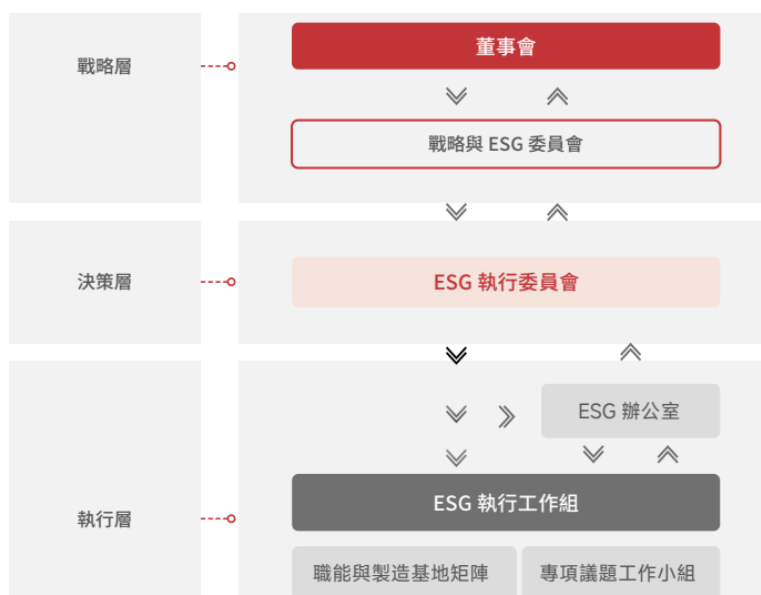 戰略層
董事會
戰略與 ESG 委員會
決策層
ESG 執行委員會
ESG 辦公室
執行層
ESG 執行工作組
職能與製造基地矩陣
專項議題工作小組